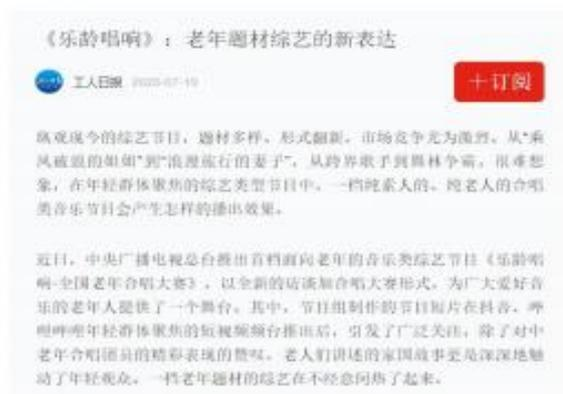 《乐龄唱响》：老年题材综艺的新表达
工人日报 2020-07-19
＋订阅
纵观现今的综艺节目，题材多样、形式翻新、市场竞争尤为激烈。从“乘
风破浪的姐姐”到“浪漫旅行的妻子”，从跨界歌手到舞林争霸，很难想
象，在年轻群体聚焦的综艺类型节目中，一档纯素人的、纯老人的合唱
类音乐节目会产生怎样的播出效果。
近日，中央广播电视总台推出首档面向老年的音乐类综艺节目《乐龄唱
响-全国老年合唱大赛》，以全新的访谈加合唱大赛形式，为广大爱好音
乐的老年人提供了一个舞台。其中，节目组制作的节目短片在抖音、哔
哩哔哩年轻群体聚焦的短视频频台推出后，引发了广泛关注，除了对中
老年合唱团员的精彩表现的赞叹，老人们讲述的家国故事更是深深地触
动了年轻观众。一档老年题材的综艺在不经意间热了起来。